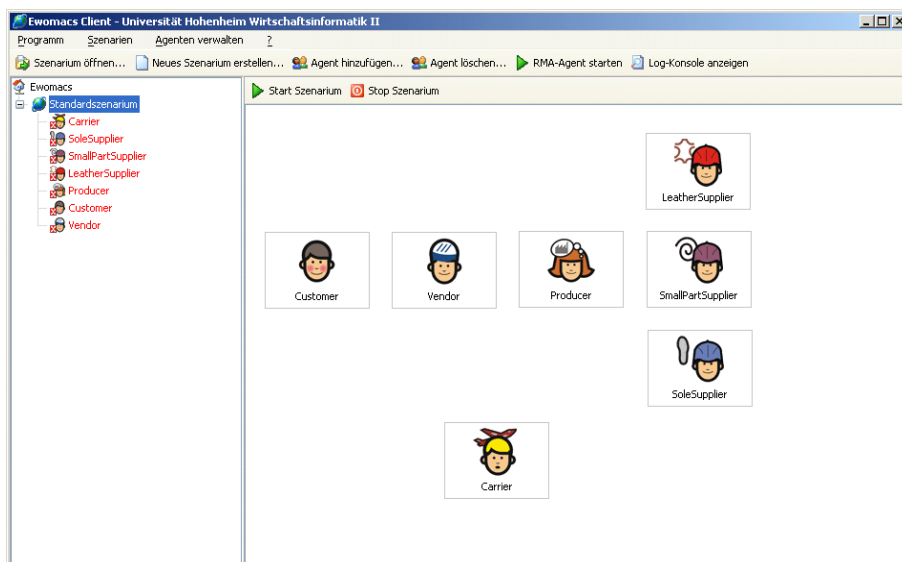 Ewomacs Client - Universität Hohenheim Wirtschaftsinformatik II
Programm Szenarien Agenten verwalten ?
Szenarium öffnen... Neues Szenarium erstellen... Agent hinzufügen... Agent löschen... RMA-Agent starten Log-Konsole anzeigen
Ewomacs
Standardszenarium
Carrier
SoleSupplier
SmallPartSupplier
LeatherSupplier
Producer
Customer
Vendor
Start Szenarium Stop Szenarium
LeatherSupplier
Customer Vendor Producer SmallPartSupplier
SoleSupplier
Carrier